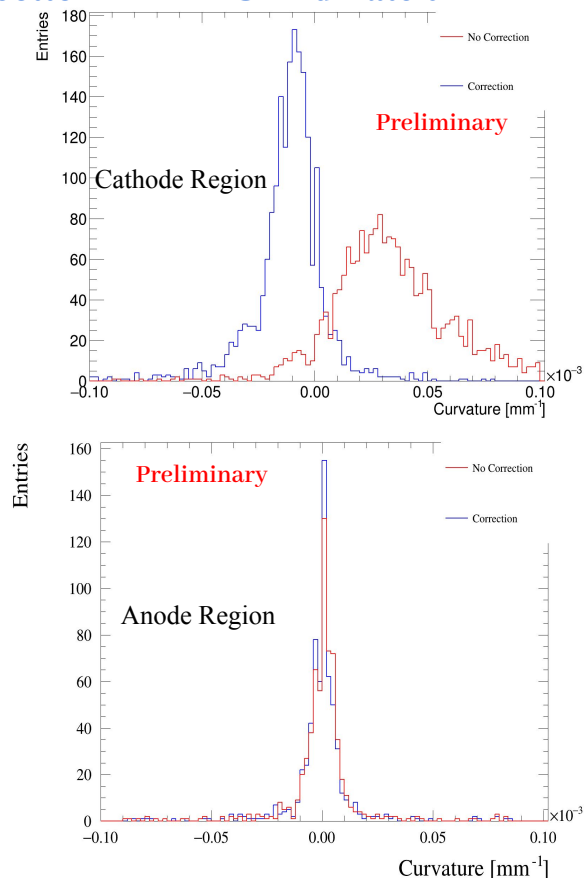 180
160
140
120
100
80
60
40
20
0
Entries
No Correction
Correction
Preliminary
Cathode Region
−0.10 −0.05 0.00 0.05 0.10
×10⁻³
Curvature [mm⁻¹]
160
140
120
100
80
60
40
20
0
Entries
No Correction
Correction
Preliminary
Anode Region
−0.10 −0.05 0.00 0.05 0.10
×10⁻³
Curvature [mm⁻¹]